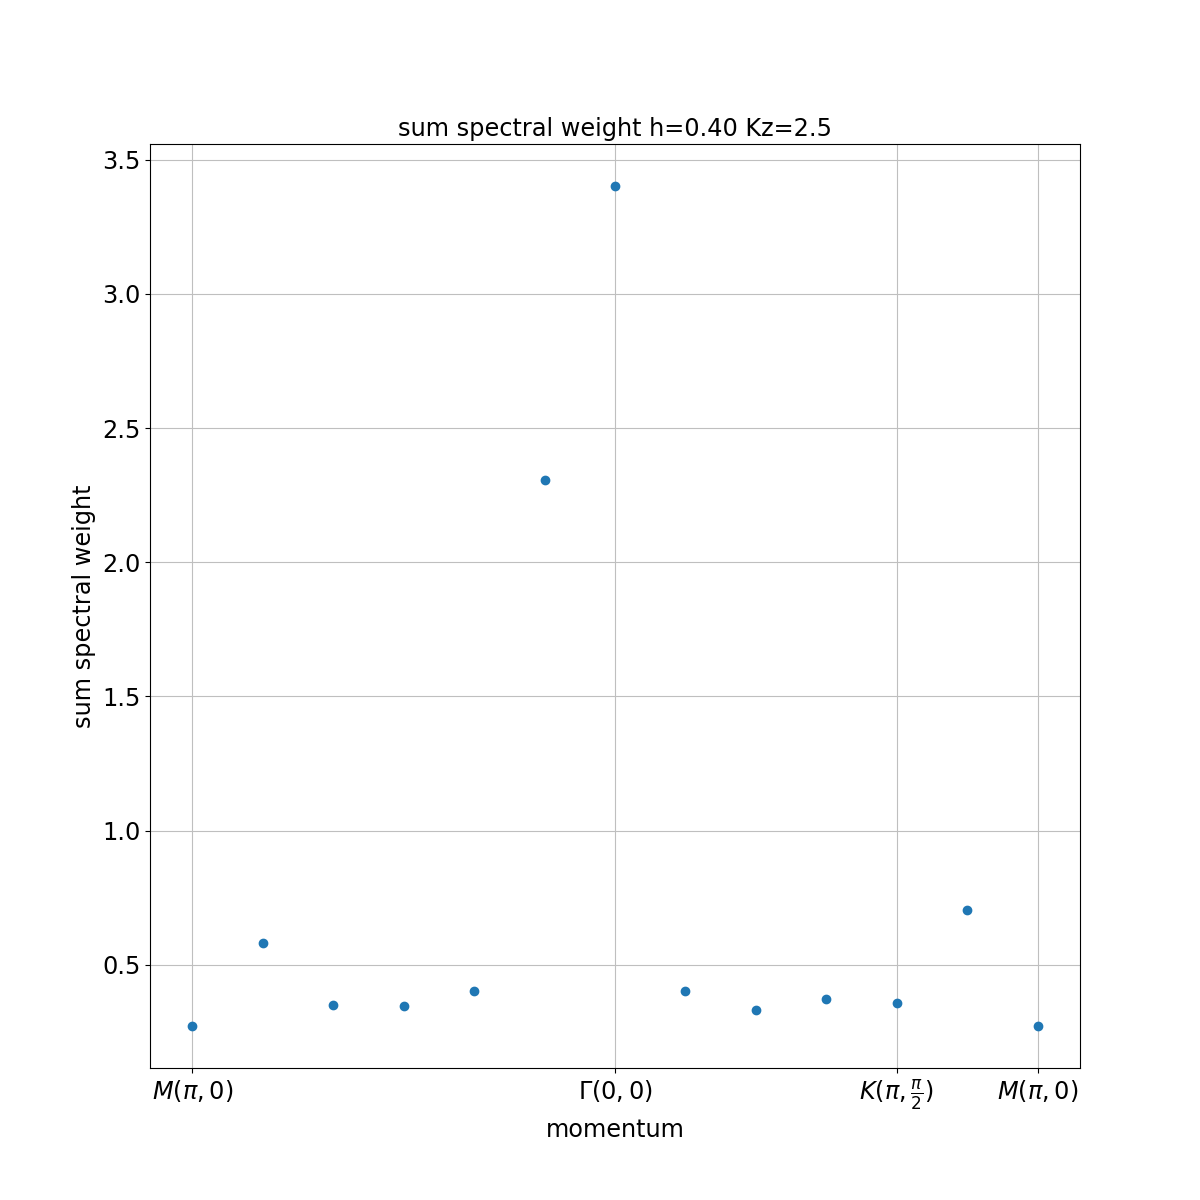 sum spectral weight h=0.40 Kz=2.5
3.5
3.0
2.5
2.0
1.5
1.0
0.5
sum spectral weight
M(π, 0) Γ(0, 0) K(π, π/2) M(π, 0)
momentum